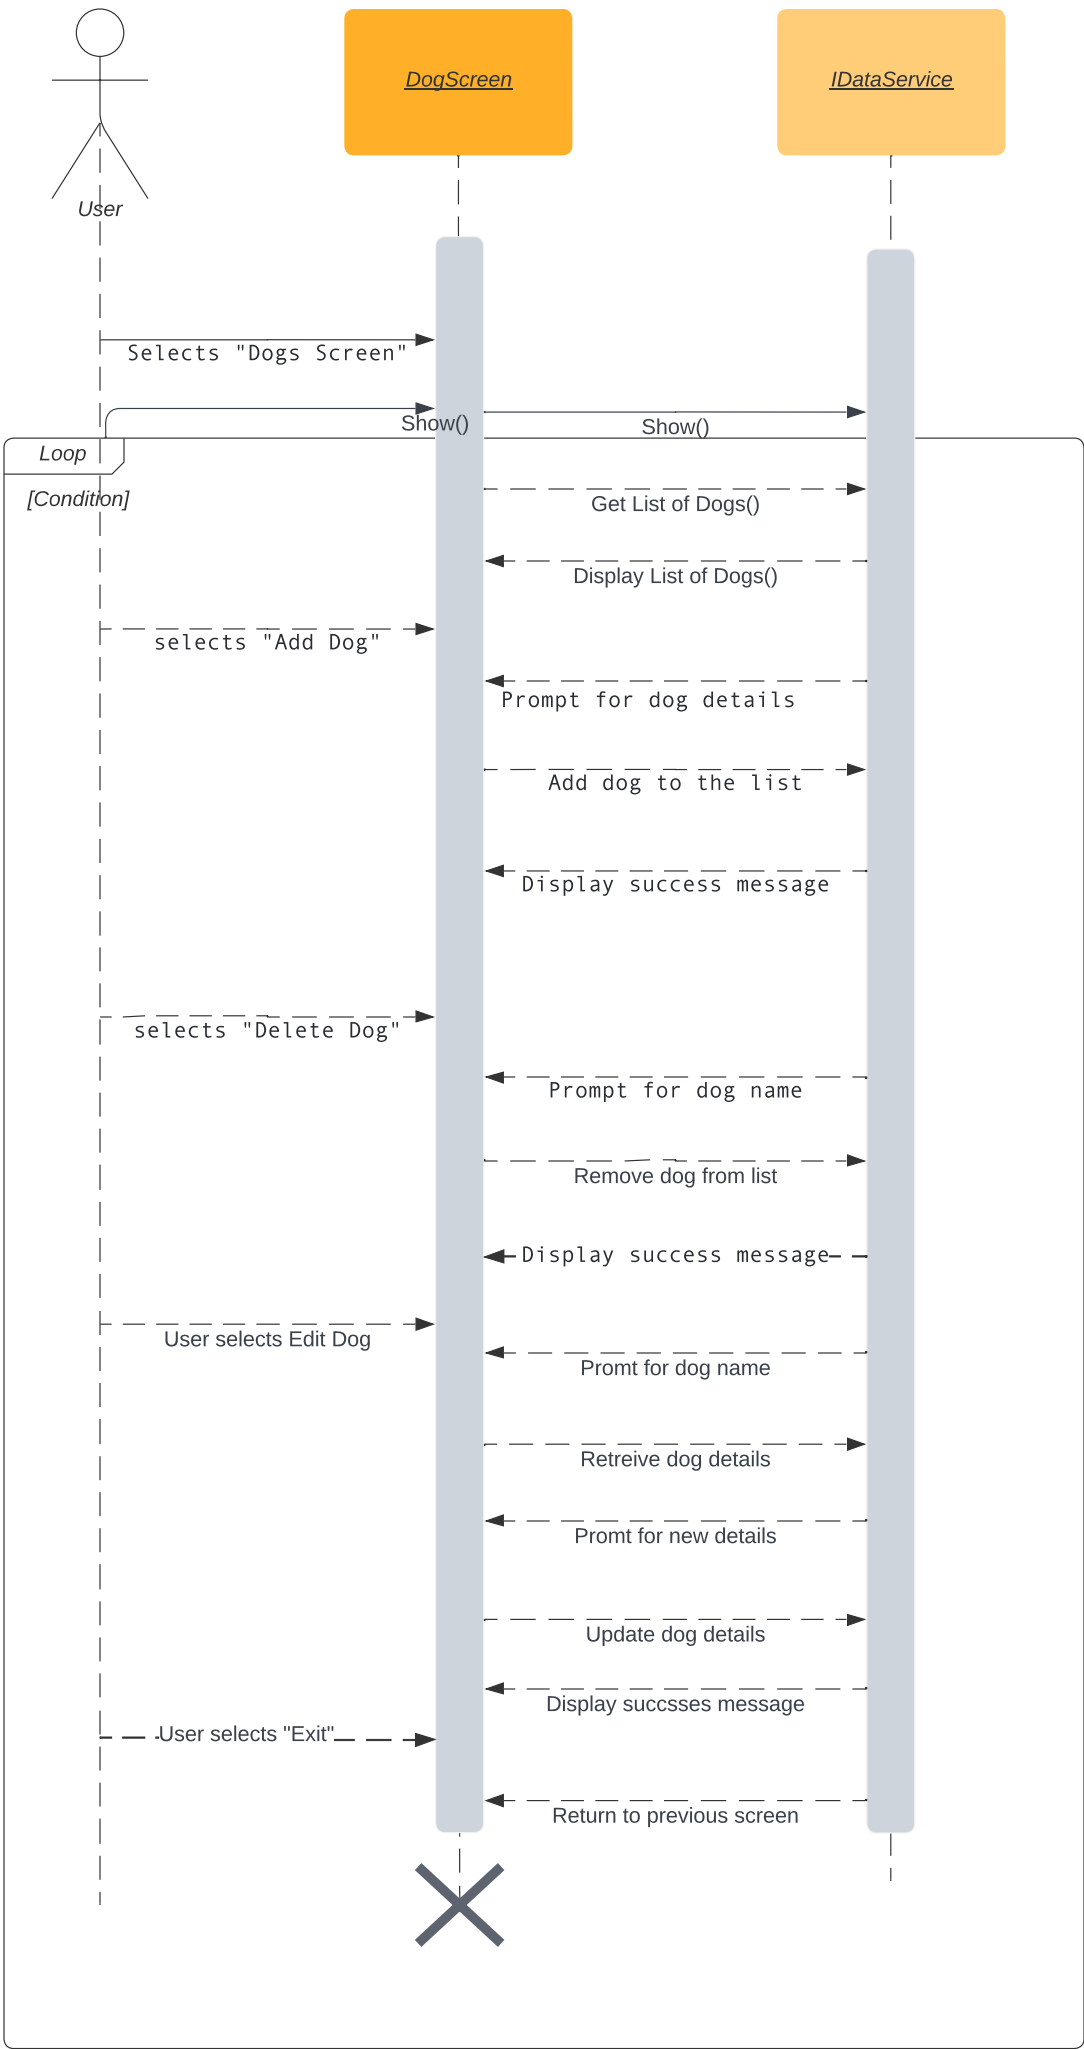 DogScreen
IDataService
User
Selects "Dogs Screen"
Show()
Show()
Loop
[Condition]
Get List of Dogs()
Display List of Dogs()
selects "Add Dog"
Prompt for dog details
Add dog to the list
Display success message
selects "Delete Dog"
Prompt for dog name
Remove dog from list
Display success message
User selects Edit Dog
Promt for dog name
Retreive dog details
Promt for new details
Update dog details
Display succsses message
User selects "Exit"
Return to previous screen